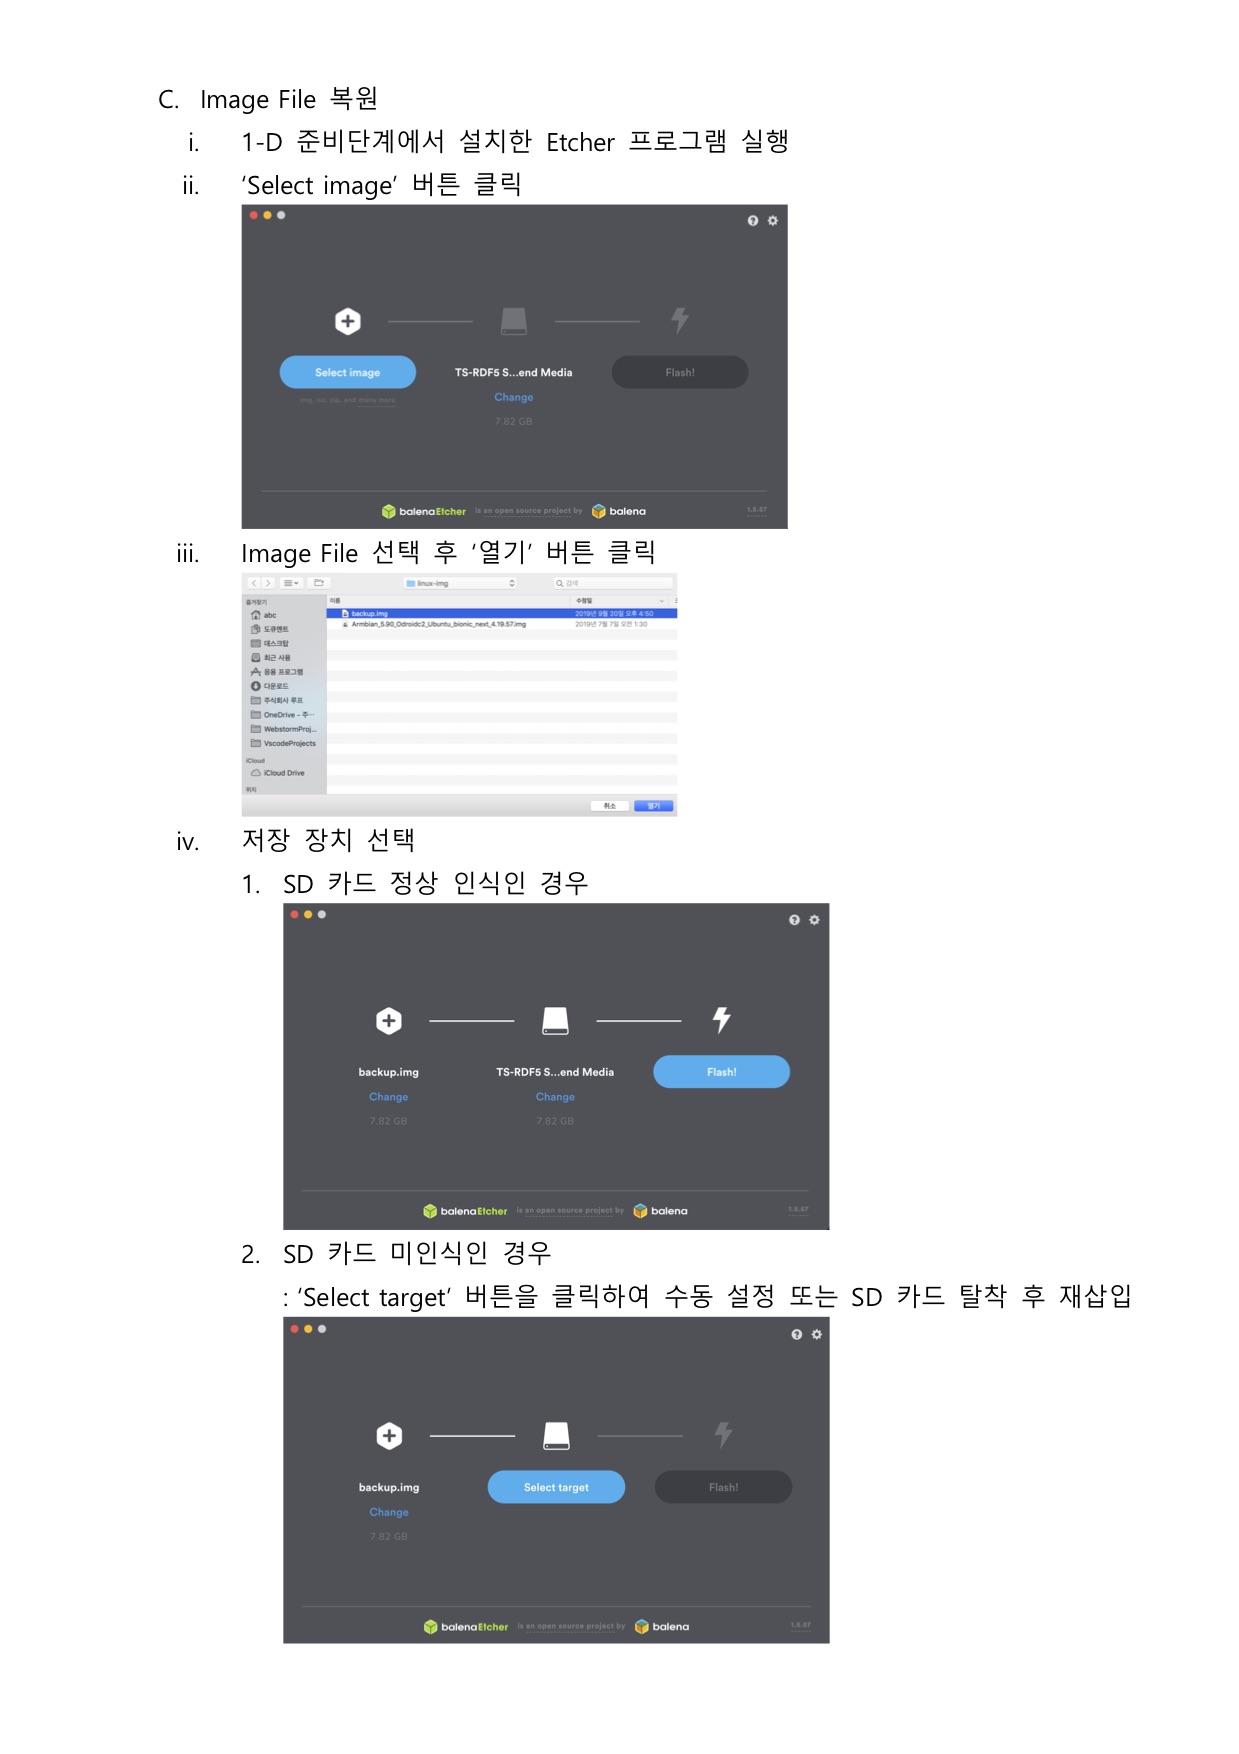 C. Image File 복원
i. 1-D 준비단계에서 설치한 Etcher 프로그램 실행
ii. ‘Select image’ 버튼 클릭
Select image
TS-RDF5 S...end Media
Flash!
img, iso, zip, and many more
Change
7.82 GB
balenaEtcher is an open source project by balena
iii. Image File 선택 후 ‘열기’ 버튼 클릭
linux-img
검색
즐겨찾기
이름
수정일
abc
backup.img
2019년 9월 20일 오후 4:50
Armbian_5.90_Odroidc2_Ubuntu_bionic_next_4.19.57.img
2019년 7월 7일 오전 1:30
도큐멘트
데스크탑
최근 사용
응용 프로그램
다운로드
주식회사 루프
OneDrive - 주...
WebstormProj...
VscodeProjects
iCloud
iCloud Drive
위치
취소
열기
iv. 저장 장치 선택
1. SD 카드 정상 인식인 경우
backup.img
TS-RDF5 S...end Media
Flash!
Change
Change
7.82 GB
7.82 GB
balenaEtcher is an open source project by balena
2. SD 카드 미인식인 경우
: ‘Select target’ 버튼을 클릭하여 수동 설정 또는 SD 카드 탈착 후 재삽입
backup.img
Select target
Flash!
Change
7.82 GB
balenaEtcher is an open source project by balena